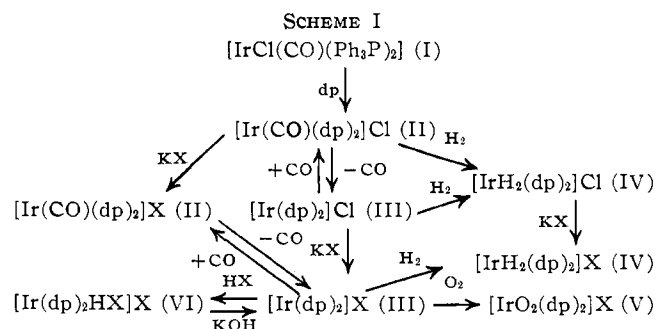 SCHEME I
[IrCl(CO)(Ph₃P)₂] (I)
dp
[Ir(CO)(dp)₂]Cl (II)
H₂
KX
+CO
−CO
[IrH₂(dp)₂]Cl (IV)
H₂
[Ir(CO)(dp)₂]X (II)
[Ir(dp)₂]Cl (III)
−CO
KX
KX
+CO
H₂
[IrH₂(dp)₂]X (IV)
HX
O₂
[Ir(dp)₂HX]X (VI)
[Ir(dp)₂]X (III)
[IrO₂(dp)₂]X (V)
KOH